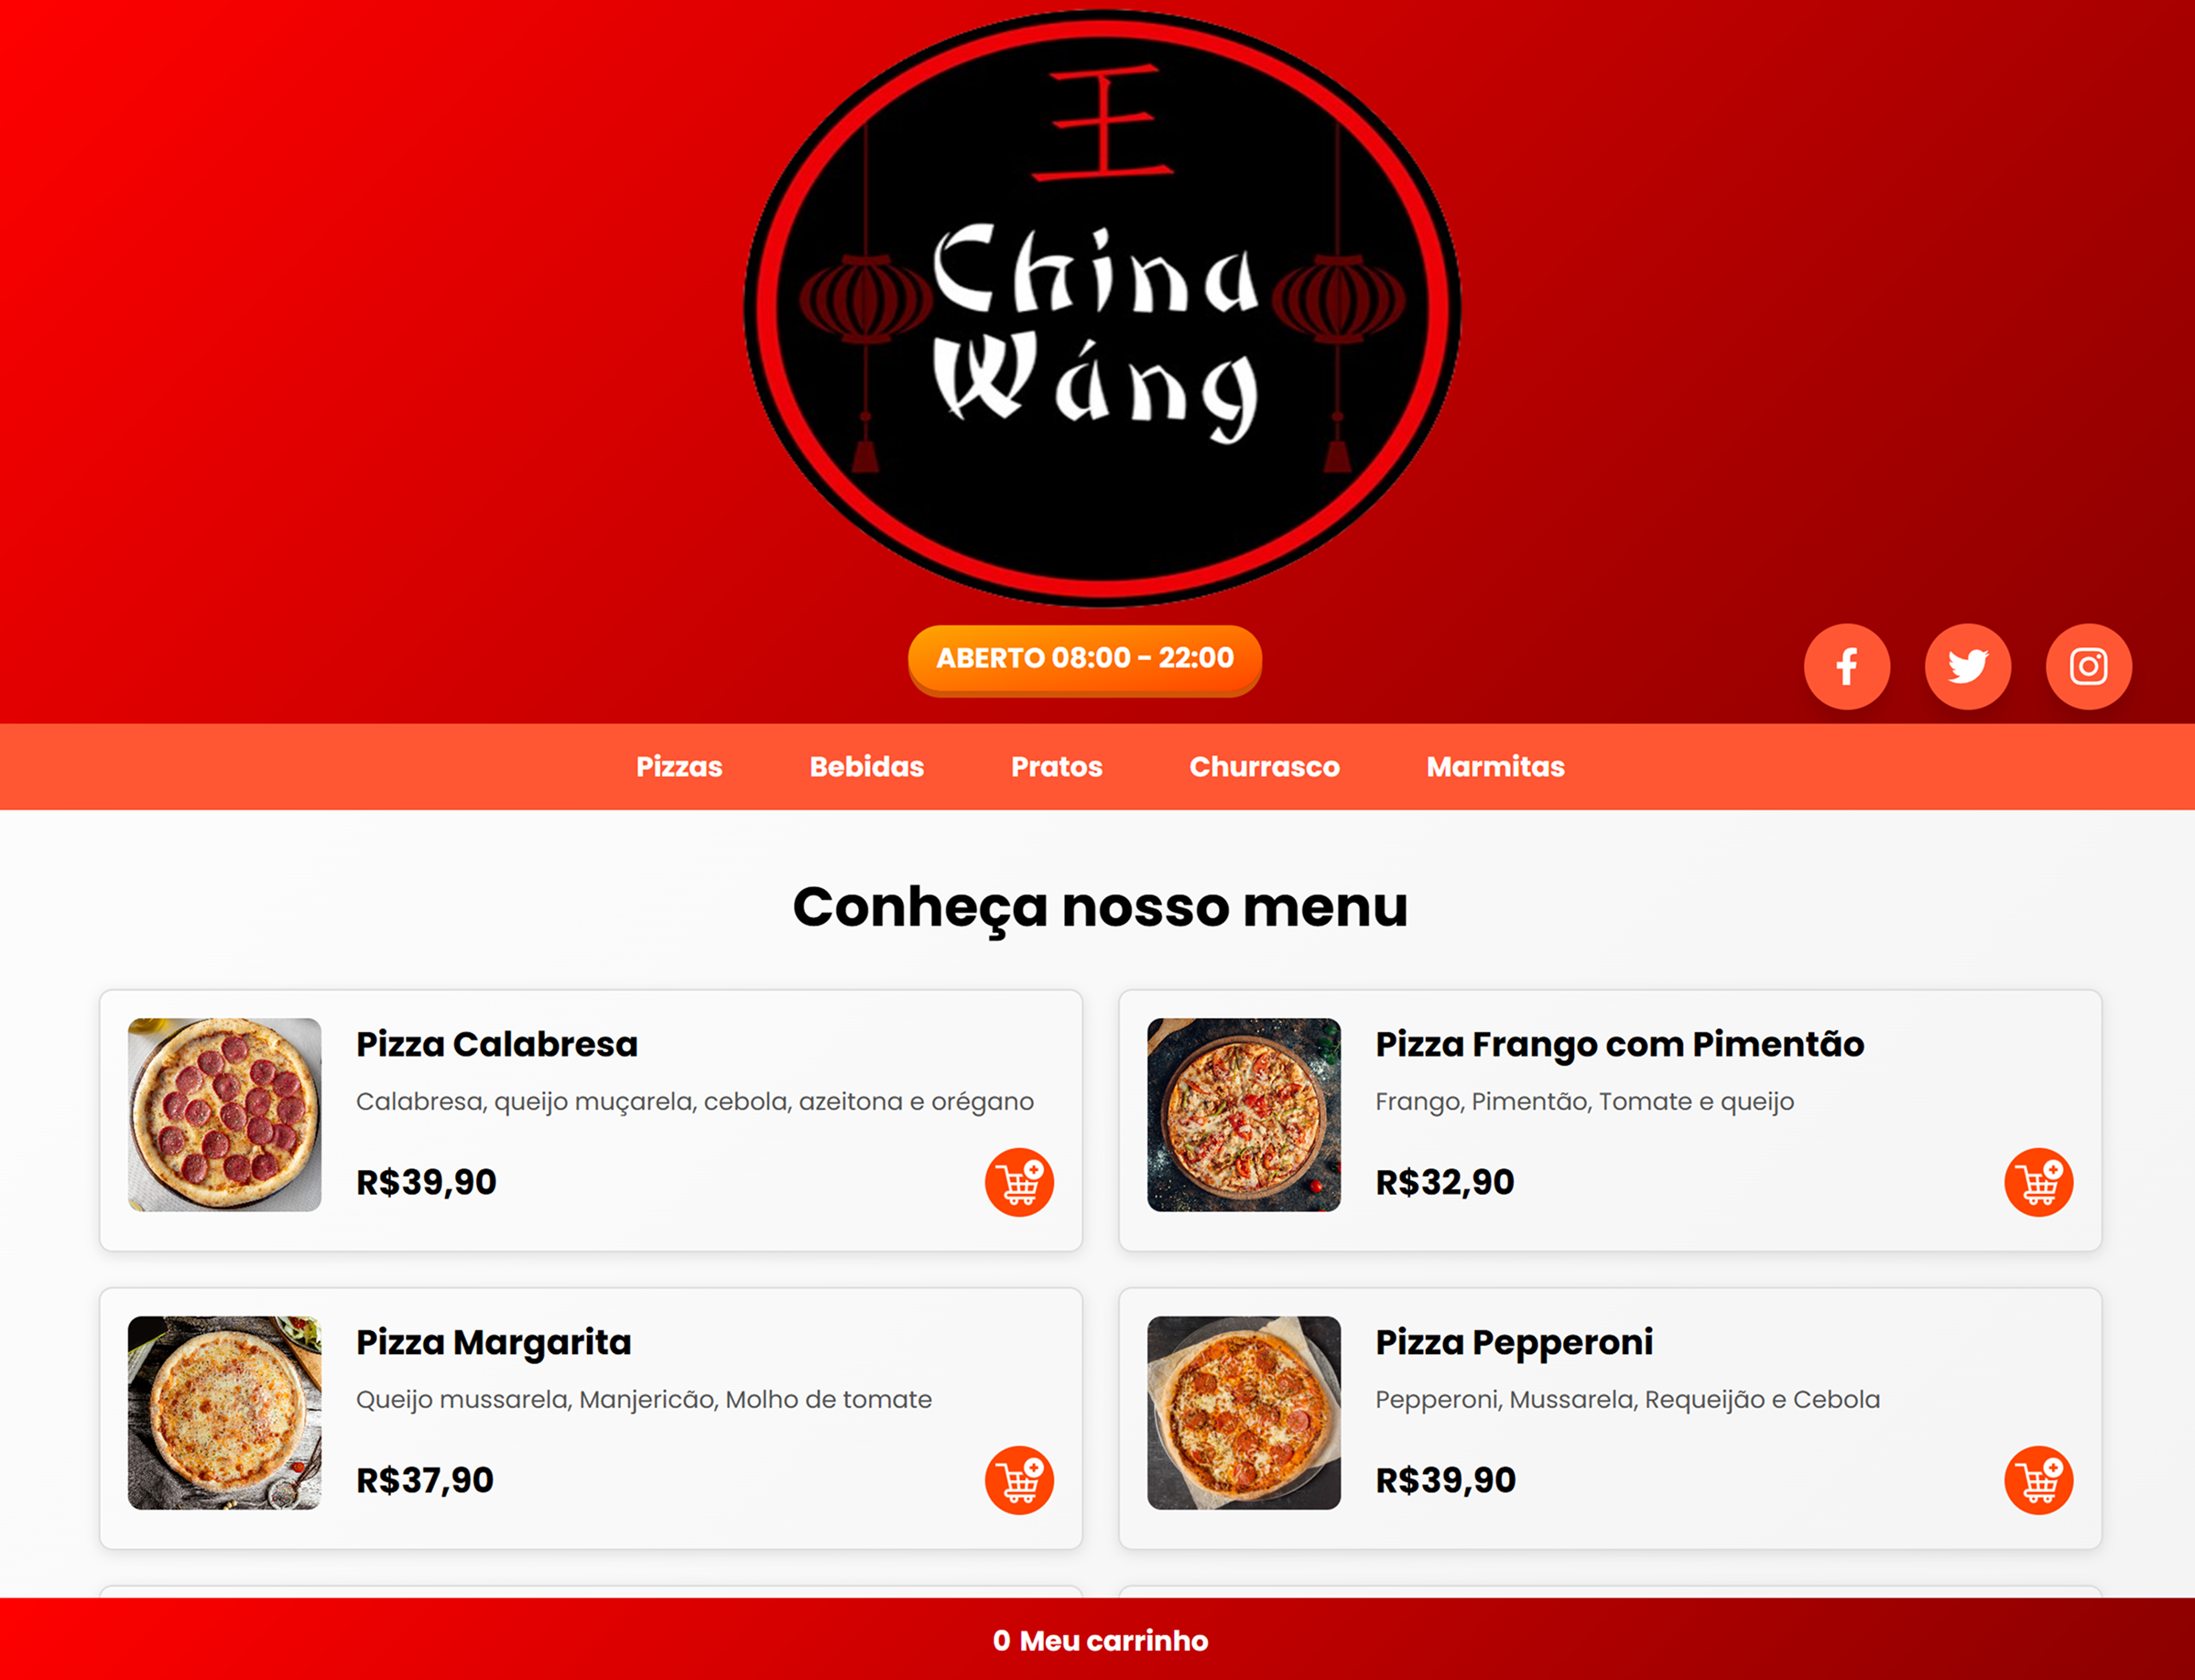 王
China
Wáng
ABERTO 08:00 - 22:00
Pizzas Bebidas Pratos Churrasco Marmitas
Conheça nosso menu
Pizza Calabresa
Calabresa, queijo muçarela, cebola, azeitona e orégano
R$39,90
Pizza Frango com Pimentão
Frango, Pimentão, Tomate e queijo
R$32,90
Pizza Margarita
Queijo mussarela, Manjericão, Molho de tomate
R$37,90
Pizza Pepperoni
Pepperoni, Mussarela, Requeijão e Cebola
R$39,90
0 Meu carrinho